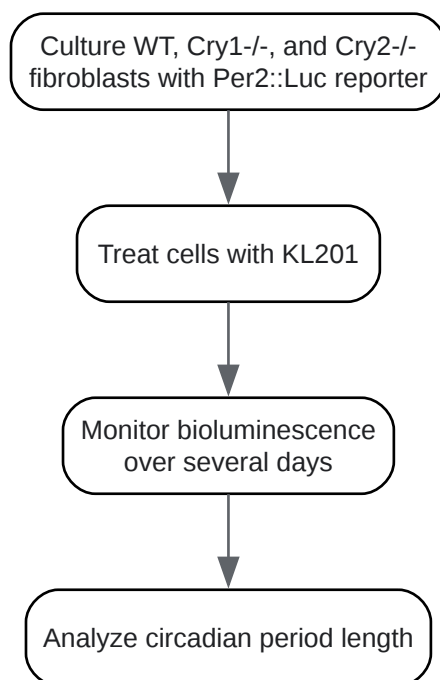 Culture WT, Cry1-/-, and Cry2-/-
fibroblasts with Per2::Luc reporter
Treat cells with KL201
Monitor bioluminescence
over several days
Analyze circadian period length